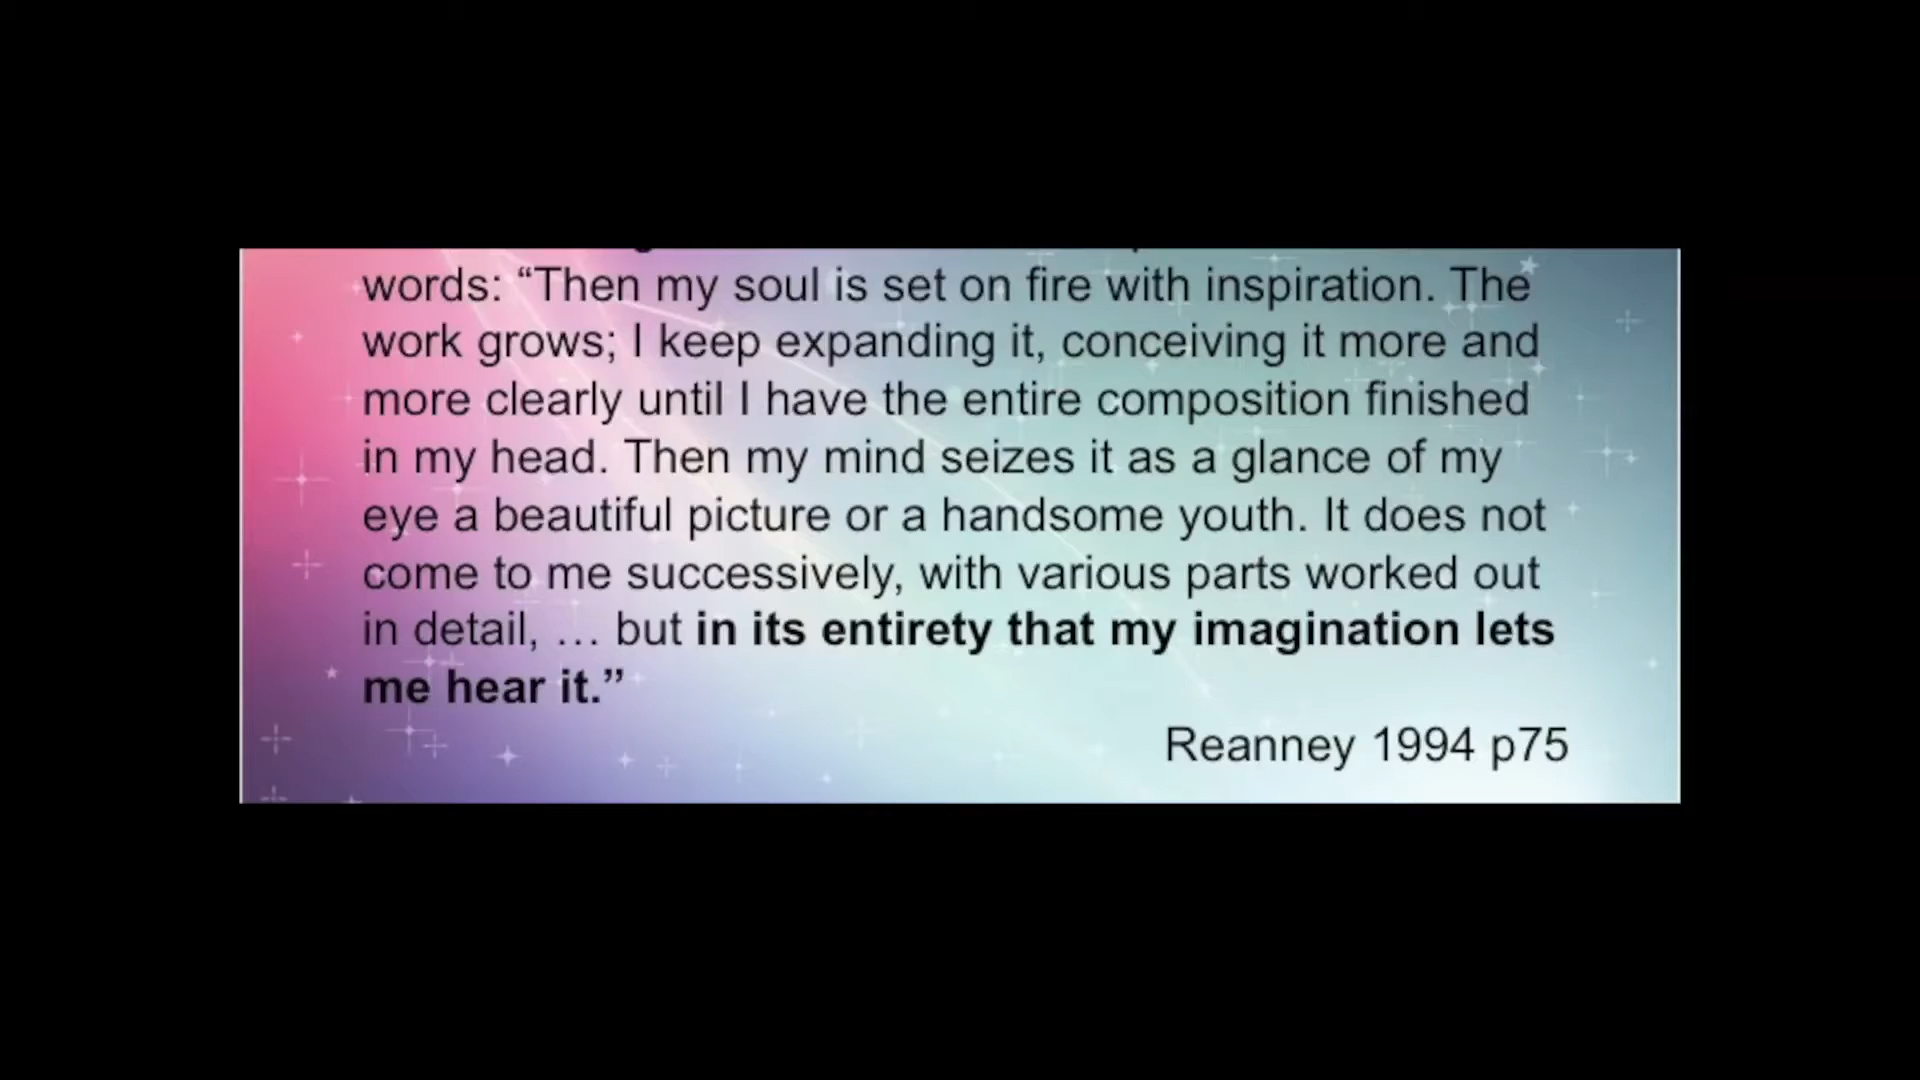 words: “Then my soul is set on fire with inspiration. The
work grows; I keep expanding it, conceiving it more and
more clearly until I have the entire composition finished
in my head. Then my mind seizes it as a glance of my
eye a beautiful picture or a handsome youth. It does not
come to me successively, with various parts worked out
in detail, … but in its entirety that my imagination lets
me hear it.”
Reanney 1994 p75